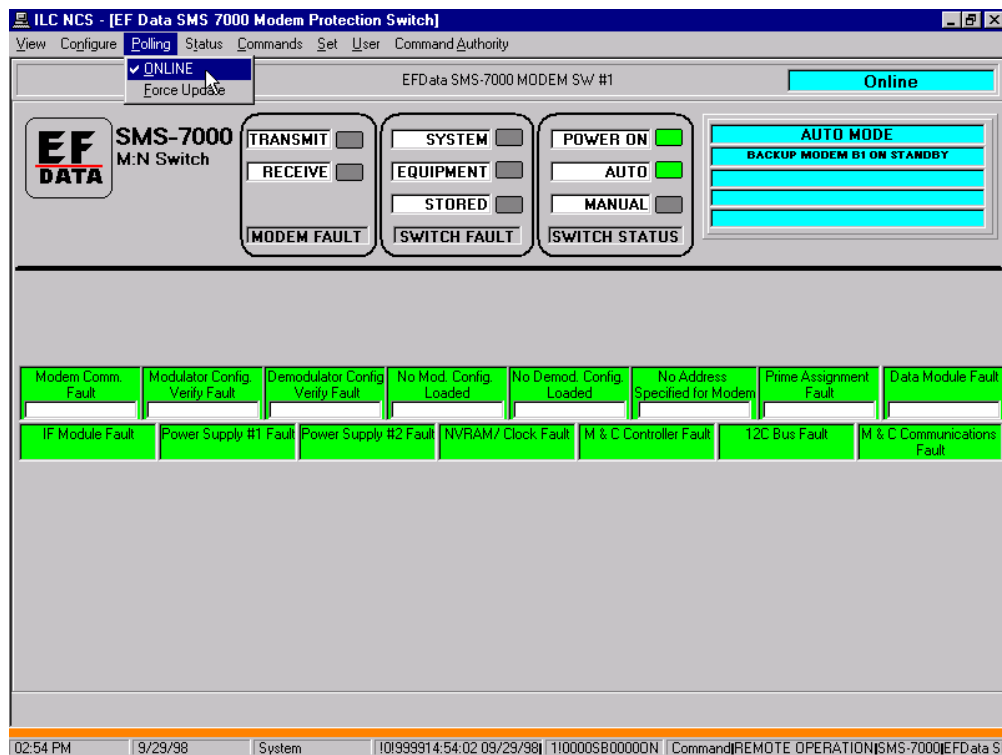 ILC NCS - [EF Data SMS 7000 Modem Protection Switch]
View Configure Polling Status Commands Set User Command Authority
ONLINE
Force Update
EFData SMS-7000 MODEM SW #1
Online
EF DATA
SMS-7000
M:N Switch
TRANSMIT
RECEIVE
MODEM FAULT
SYSTEM
EQUIPMENT
STORED
SWITCH FAULT
POWER ON
AUTO
MANUAL
SWITCH STATUS
AUTO MODE
BACKUP MODEM B1 ON STANDBY
Modem Comm. Fault
Modulator Config. Verify Fault
Demodulator Config Verify Fault
No Mod. Config. Loaded
No Demod. Config. Loaded
No Address Specified for Modem
Prime Assignment Fault
Data Module Fault
IF Module Fault
Power Supply #1 Fault
Power Supply #2 Fault
NVRAM/ Clock Fault
M & C Controller Fault
12C Bus Fault
M & C Communications Fault
02:54 PM 9/29/98 System !0!999914:54:02 09/29/98| 1!0000SB00000N Command|REMOTE OPERATION|SMS-7000|EFData S